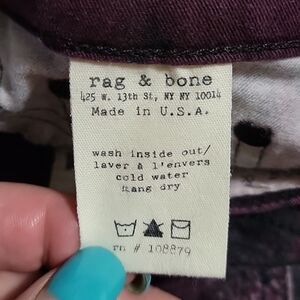 rag & bone
425 w. 13th St, NY NY 10014
Made in U.S.A.
wash inside out/
laver à l'envers
cold water
hang dry
rn # 108879